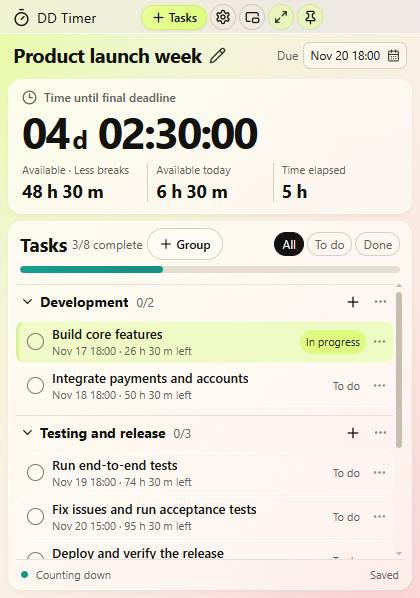 DD Timer
+ Tasks
Product launch week
Due Nov 20 18:00
Time until final deadline
04d 02:30:00
Available · Less breaks
48 h 30 m
Available today
6 h 30 m
Time elapsed
5 h
Tasks 3/8 complete + Group All To do Done
Development 0/2
Build core features
Nov 17 18:00 · 26 h 30 m left
In progress
Integrate payments and accounts
Nov 18 18:00 · 50 h 30 m left
To do
Testing and release 0/3
Run end-to-end tests
Nov 19 18:00 · 74 h 30 m left
To do
Fix issues and run acceptance tests
Nov 20 15:00 · 95 h 30 m left
To do
Deploy and verify the release
Counting down
Saved